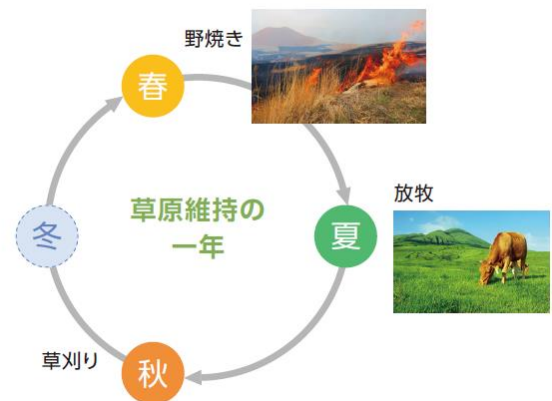 野焼き
春
草原維持の
一年
放牧
夏
冬
草刈り
秋